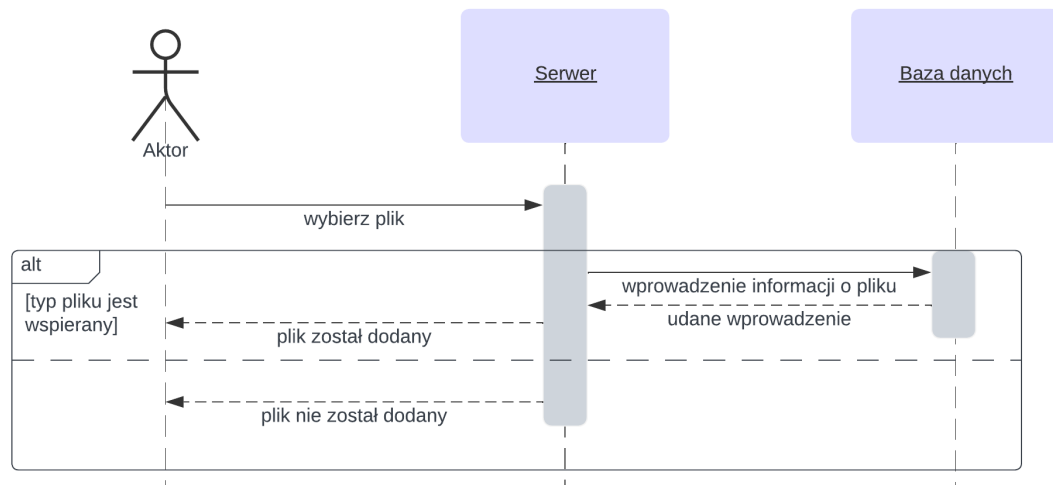 Serwer
Baza danych
Aktor
wybierz plik
alt
[typ pliku jest
wspierany]
wprowadzenie informacji o pliku
udane wprowadzenie
plik został dodany
plik nie został dodany